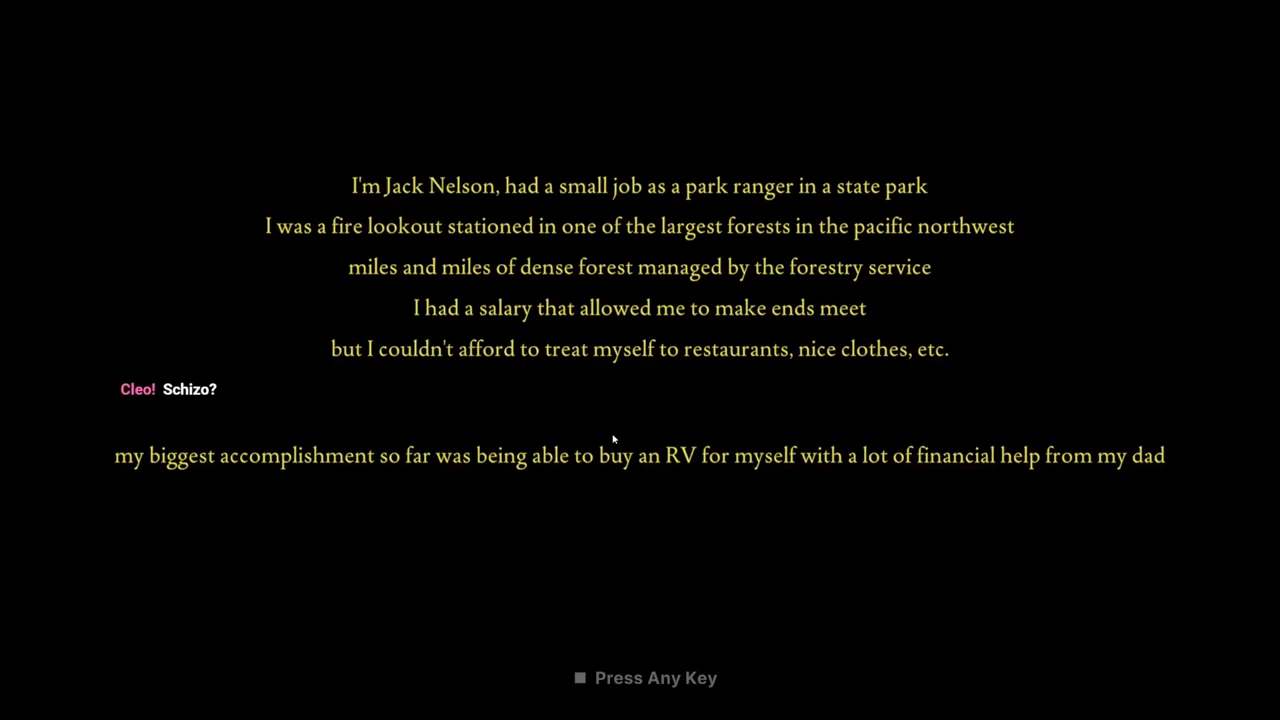 I'm Jack Nelson, had a small job as a park ranger in a state park
I was a fire lookout stationed in one of the largest forests in the pacific northwest
miles and miles of dense forest managed by the forestry service
I had a salary that allowed me to make ends meet
but I couldn't afford to treat myself to restaurants, nice clothes, etc.
Cleo! Schizo?
my biggest accomplishment so far was being able to buy an RV for myself with a lot of financial help from my dad
Press Any Key